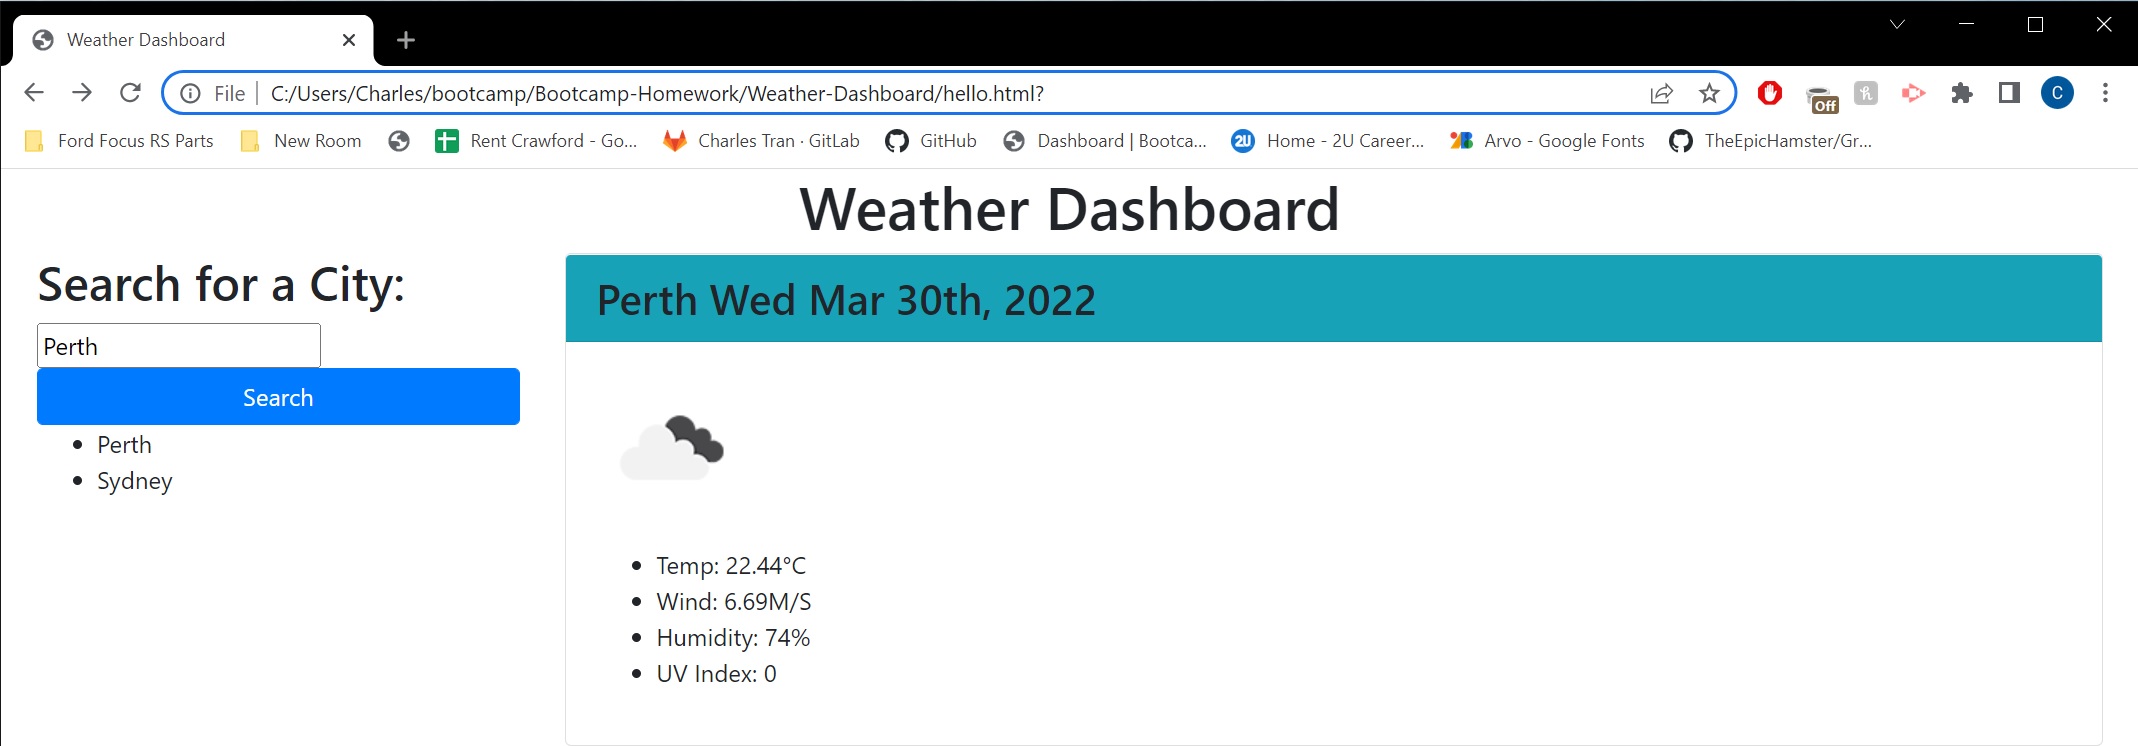 Weather Dashboard
File C:/Users/Charles/bootcamp/Bootcamp-Homework/Weather-Dashboard/hello.html?
Off
C
Ford Focus RS Parts New Room Rent Crawford - Go... Charles Tran · GitLab GitHub Dashboard | Bootca... 2U Home - 2U Career... Arvo - Google Fonts TheEpicHamster/Gr...
Weather Dashboard
Search for a City:
Perth
Search
Perth
Sydney
Perth Wed Mar 30th, 2022
Temp: 22.44°C
Wind: 6.69M/S
Humidity: 74%
UV Index: 0